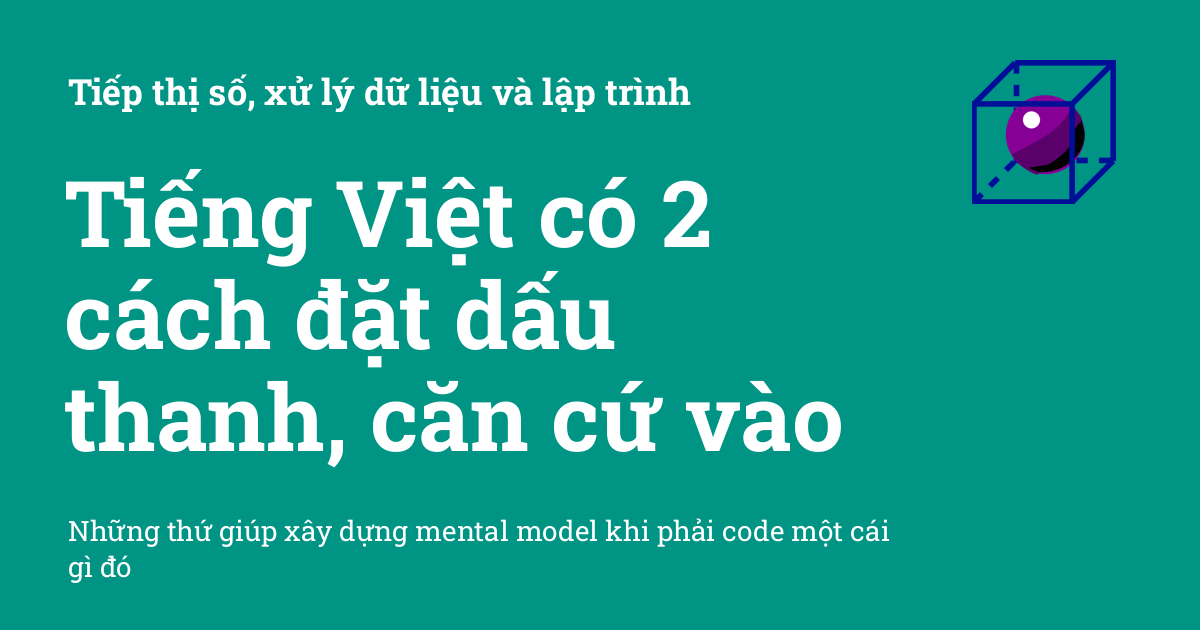 Tiếp thị số, xử lý dữ liệu và lập trình
Tiếng Việt có 2
cách đặt dấu
thanh, căn cứ vào
Những thứ giúp xây dựng mental model khi phải code một cái
gì đó